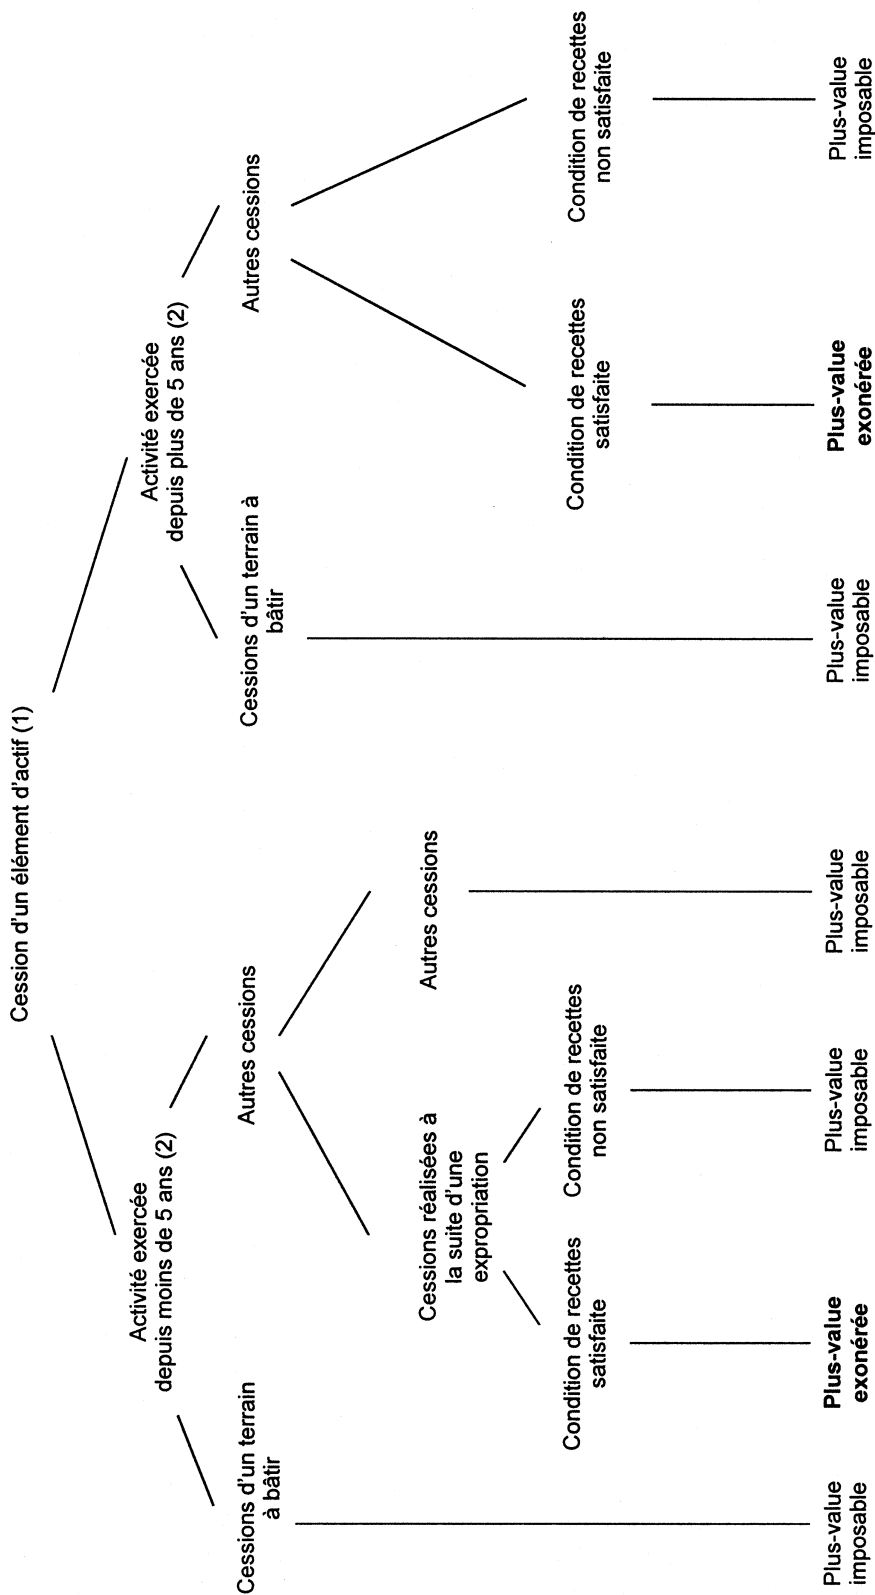 Cession d'un élément d'actif (1)
Activité exercée
depuis moins de 5 ans (2)
Activité exercée
depuis plus de 5 ans (2)
Cessions d'un terrain
à bâtir
Autres cessions
Cessions d'un terrain à
bâtir
Autres cessions
Cessions réalisées à
la suite d'une
expropriation
Autres cessions
Condition de recettes
satisfaite
Condition de recettes
non satisfaite
Condition de recettes
satisfaite
Condition de recettes
non satisfaite
Plus-value
imposable
Plus-value
exonérée
Plus-value
imposable
Plus-value
imposable
Plus-value
imposable
Plus-value
exonérée
Plus-value
imposable